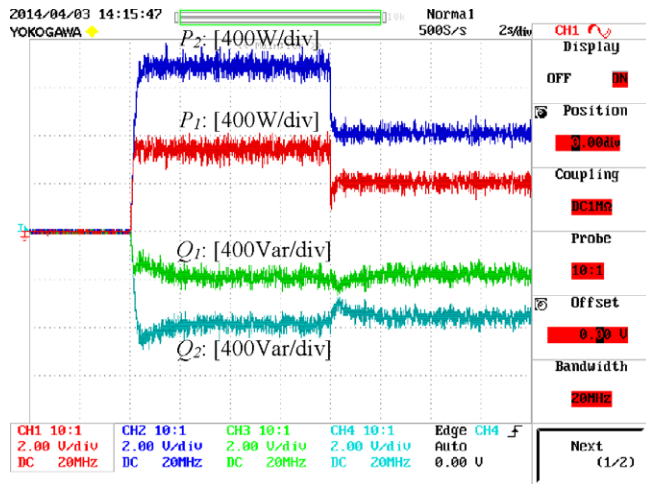 2014/04/03 14:15:47
10k
Normal
YOKOGAWA
500S/s 2s/div
P2: [400W/div]
P1: [400W/div]
Q1: [400Var/div]
Q2: [400Var/div]
CH1
Display
OFF ON
Position
0.00div
Coupling
DC1MΩ
Probe
10:1
Offset
0.00 V
Bandwidth
20MHz
Next
(1/2)
CH1 10:1 CH2 10:1 CH3 10:1 CH4 10:1 Edge CH4
2.00 V/div 2.00 V/div 2.00 V/div 2.00 V/div Auto
DC 20MHz DC 20MHz DC 20MHz DC 20MHz 0.00 V